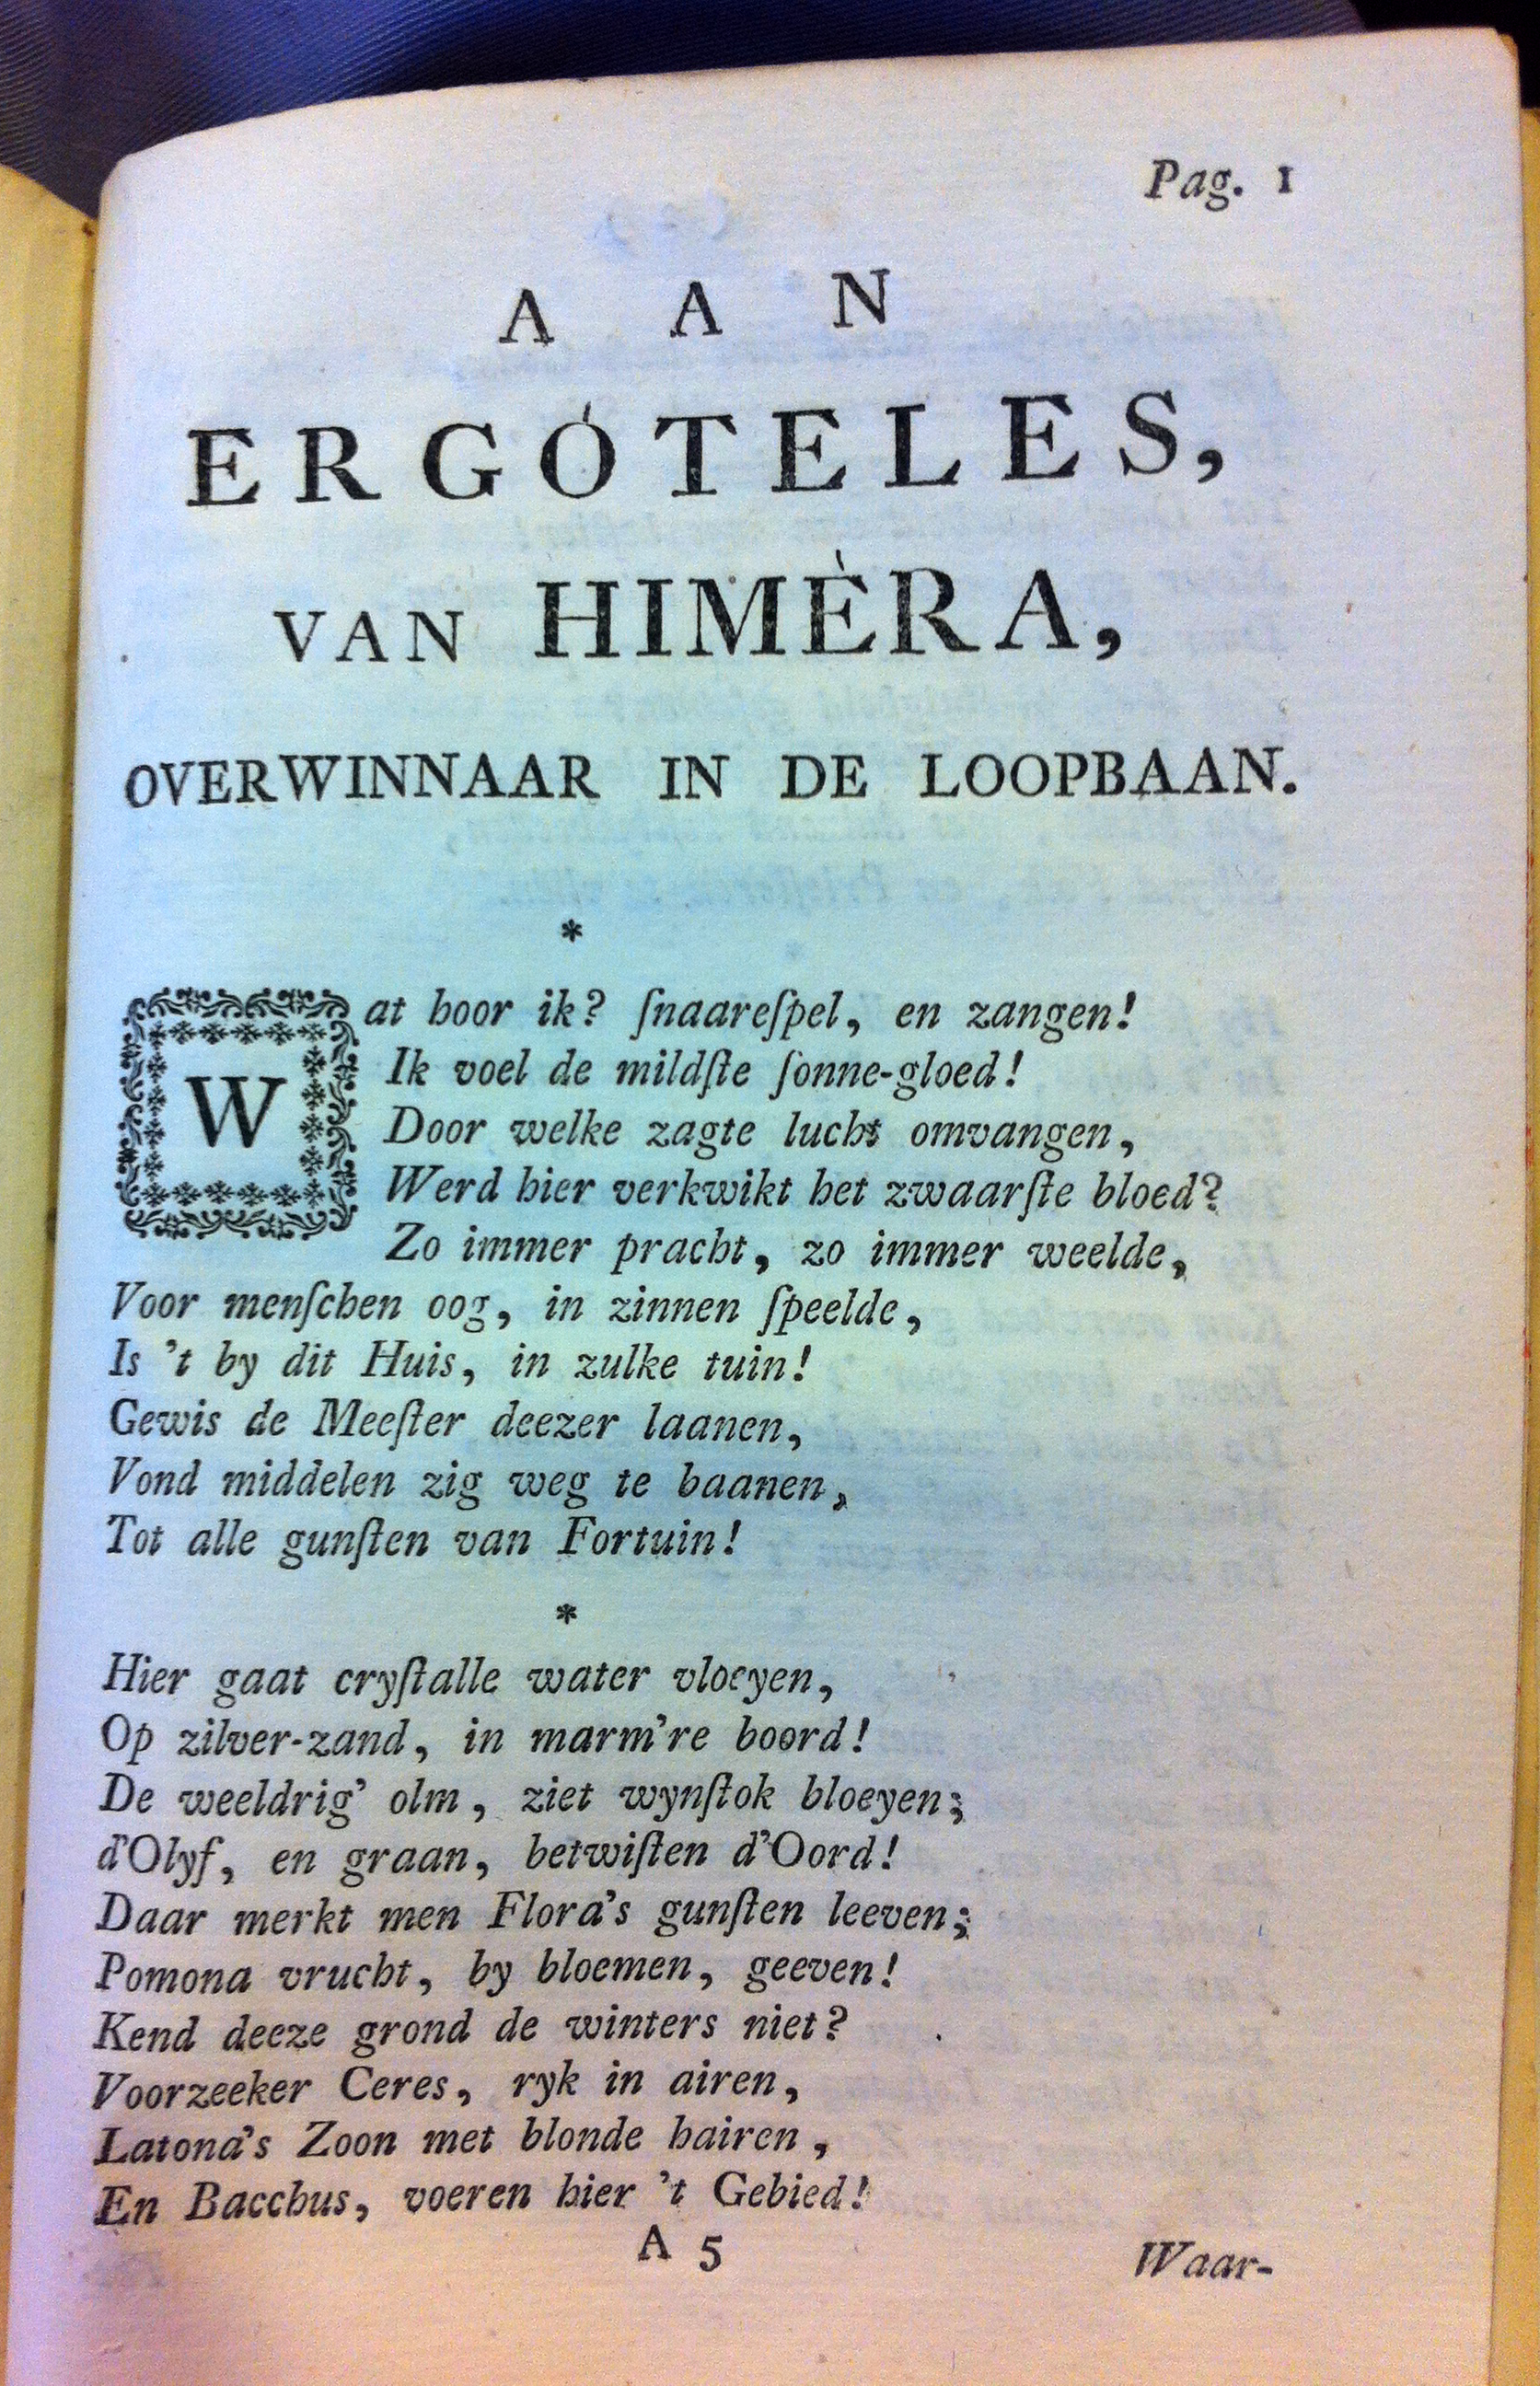 Pag. 1
AAN
ERGÓTELES,
VAN HIMÈRA,
OVERWINNAAR IN DE LOOPBAAN.
*
Wat hoor ik? ſnaareſpel, en zangen!
Ik voel de mildſte ſonne-gloed!
Door welke zagte lucht omvangen,
Werd hier verkwikt het zwaarſte bloed?
Zo immer pracht, zo immer weelde,
Voor menſchen oog, in zinnen ſpeelde,
Is 't by dit Huis, in zulke tuin!
Gewis de Meeſter deezer laanen,
Vond middelen zig weg te baanen,
Tot alle gunſten van Fortuin!
*
Hier gaat cryſtalle water vloeyen,
Op zilver-zand, in marm're boord!
De weeldrig' olm, ziet wynſtok bloeyen;
d'Olyf, en graan, betwiſten d'Oord!
Daar merkt men Flora's gunſten leeven;
Pomona vrucht, by bloemen, geeven!
Kend deeze grond de winters niet?
Voorzeeker Ceres, ryk in airen,
Latona's Zoon met blonde hairen,
En Bacchus, voeren hier 't Gebied!
A 5
Waar-